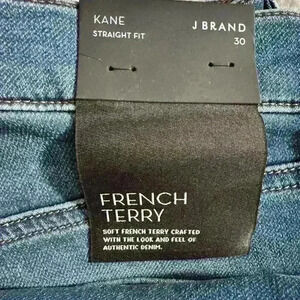 KANE
STRAIGHT FIT
J BRAND
30
FRENCH
TERRY
SOFT FRENCH TERRY CRAFTED
WITH THE LOOK AND FEEL OF
AUTHENTIC DENIM.